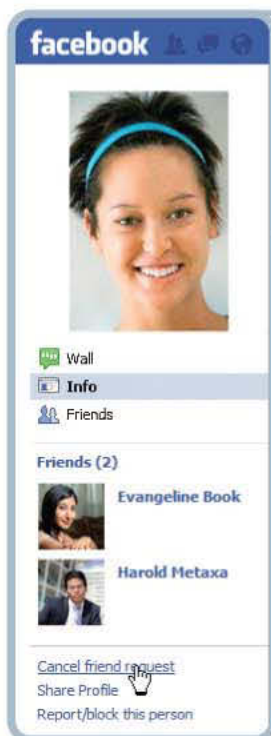 facebook
Wall
Info
Friends
Friends (2)
Evangeline Book
Harold Metaxa
Cancel friend request
Share Profile
Report/block this person